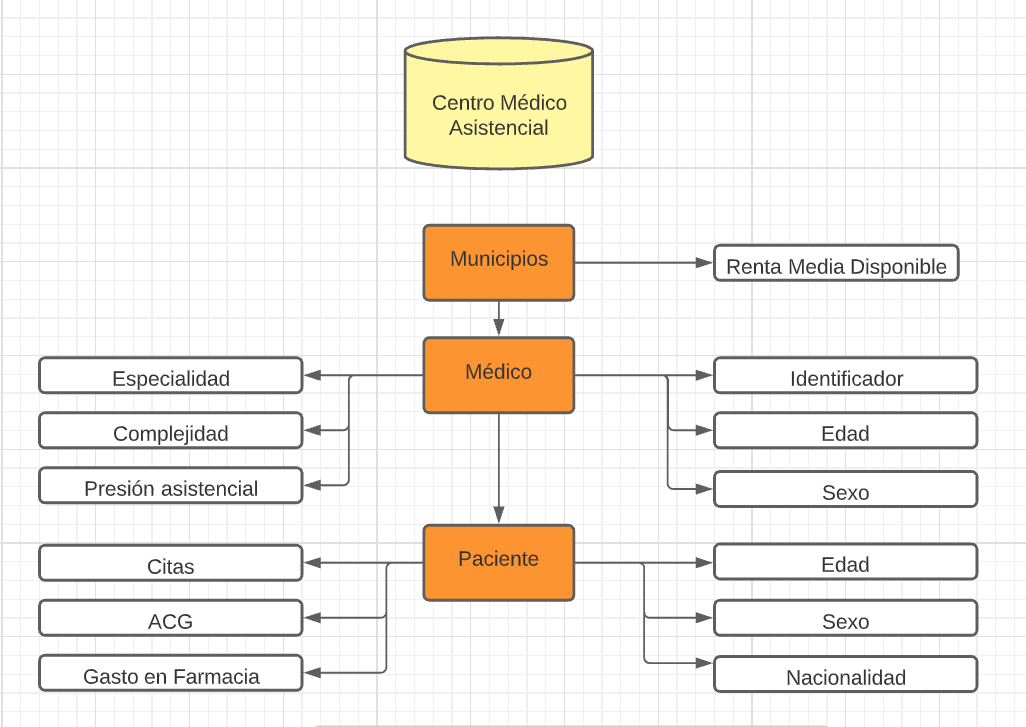 Centro Médico
Asistencial
Municipios
Renta Media Disponible
Médico
Especialidad
Identificador
Complejidad
Edad
Presión asistencial
Sexo
Paciente
Citas
Edad
ACG
Sexo
Gasto en Farmacia
Nacionalidad